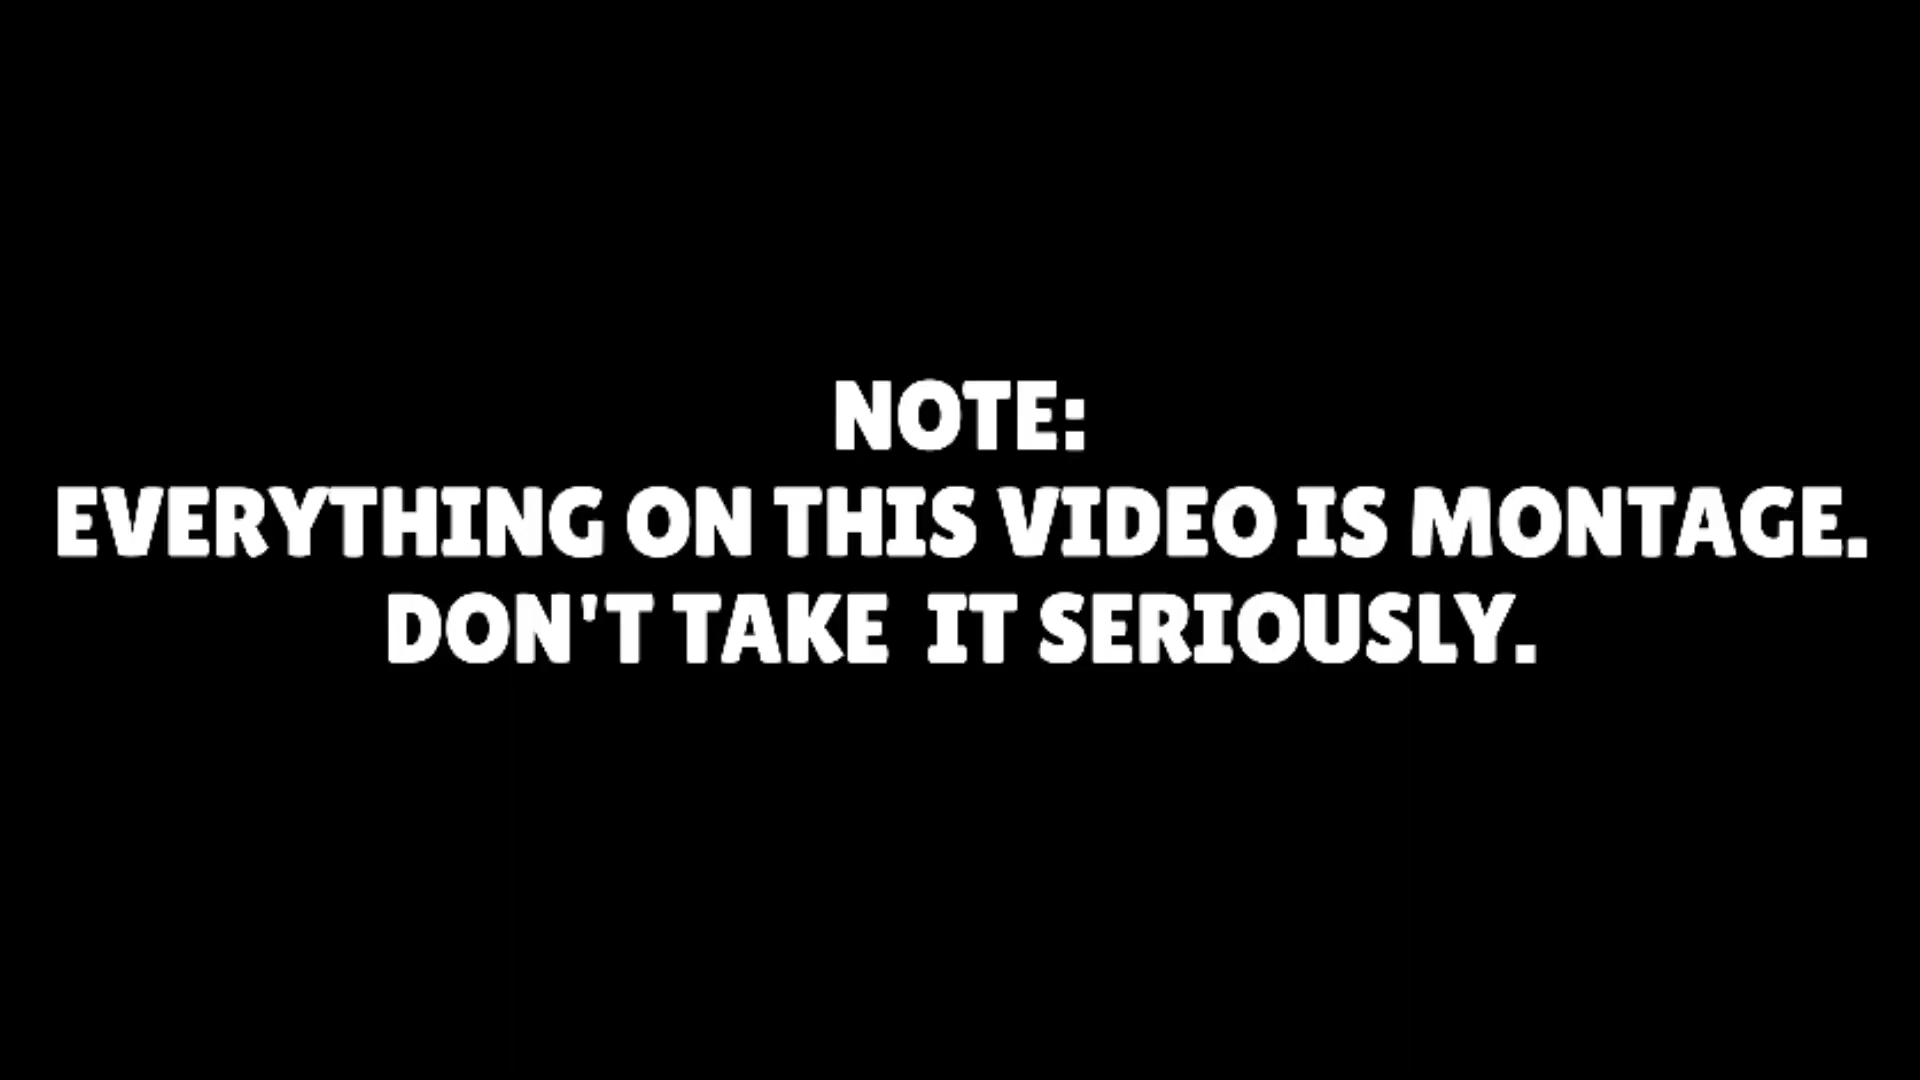 NOTE:
EVERYTHING ON THIS VIDEO IS MONTAGE.
DON'T TAKE  IT SERIOUSLY.